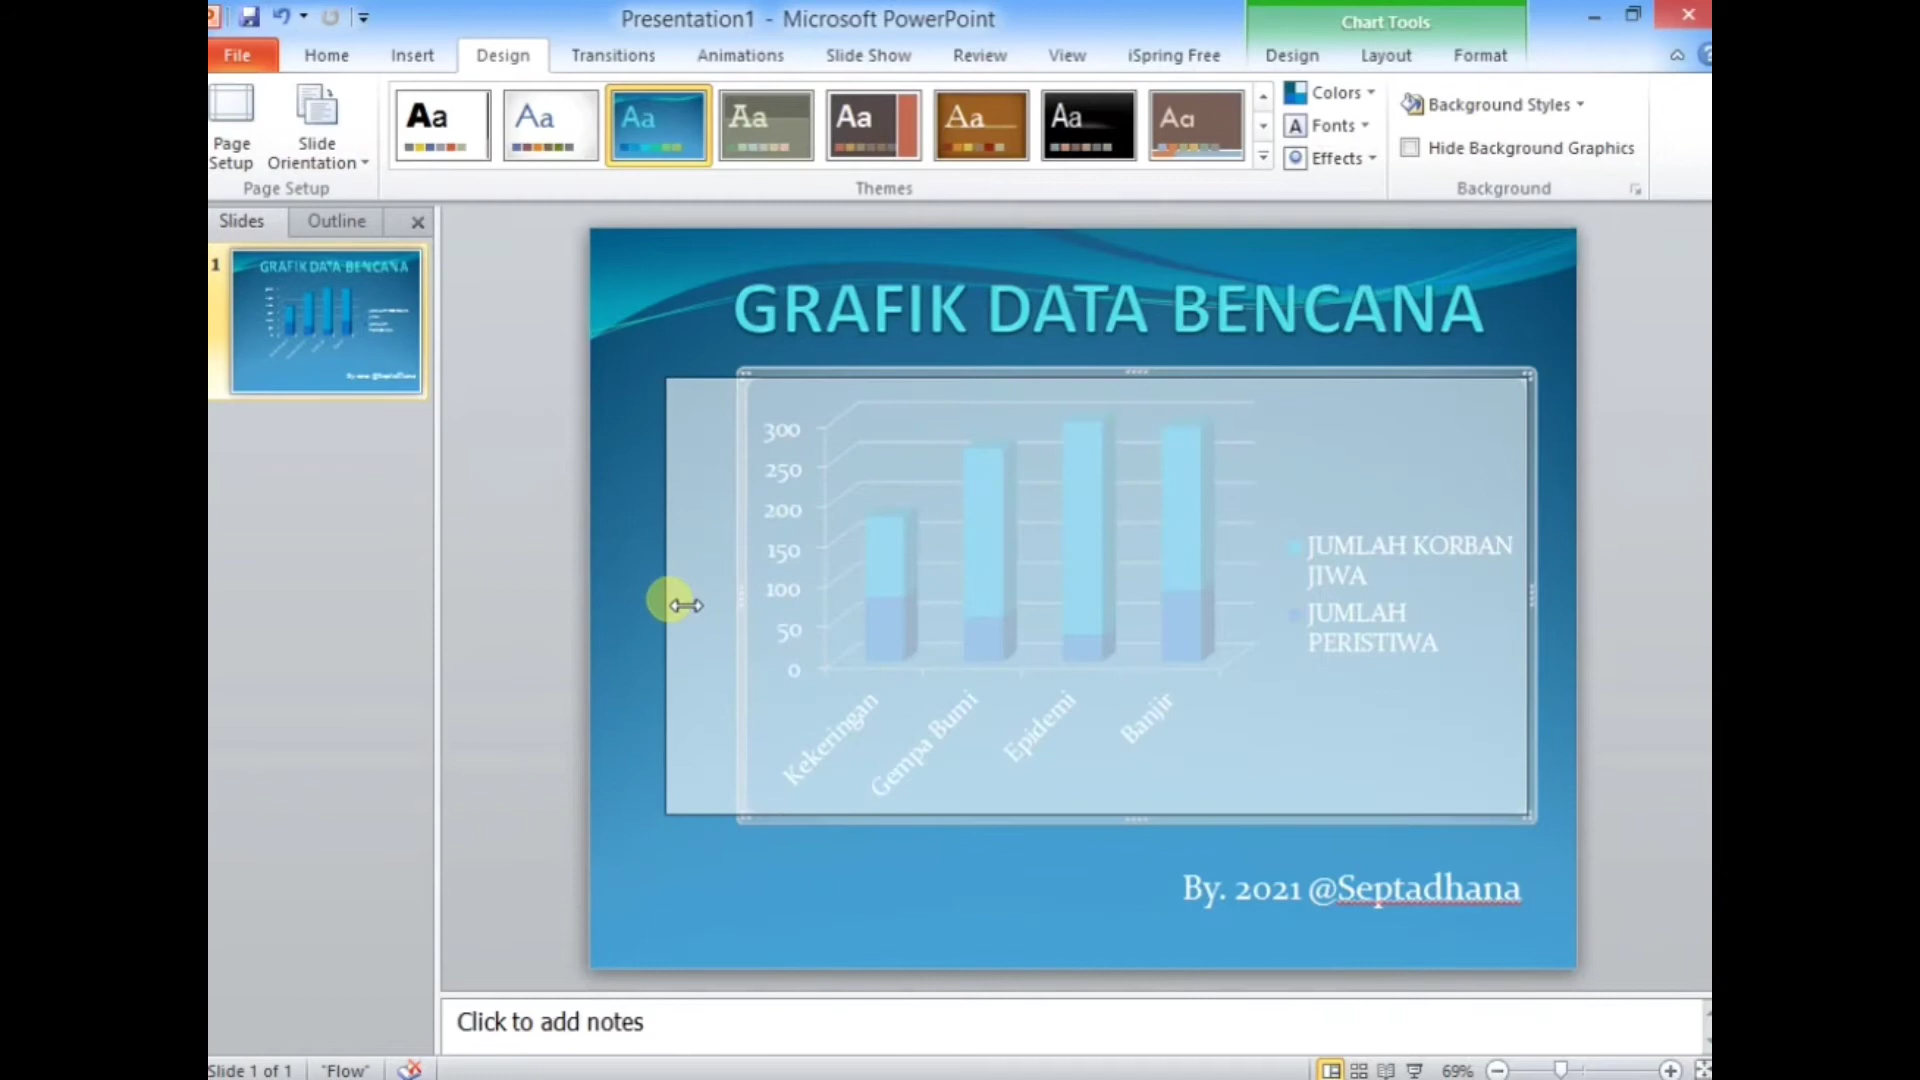 Presentation1 - Microsoft PowerPoint
Chart Tools
File
Home
Insert
Design
Transitions
Animations
Slide Show
Review
View
iSpring Free
Design
Layout
Format
Page
Setup
Slide
Orientation
Page Setup
Aa
Aa
Aa
Aa
Aa
Aa
Aa
Aa
Themes
Colors
A Fonts
Effects
Background Styles
Hide Background Graphics
Background
Slides
Outline
1
GRAFIK DATA BENCANA
GRAFIK DATA BENCANA
300
250
200
150
100
50
0
Kekeringan
Gempa Bumi
Epidemi
Banjir
JUMLAH KORBAN
JIWA
JUMLAH
PERISTIWA
By. 2021 @Septadhana
Click to add notes
Slide 1 of 1
"Flow"
69%